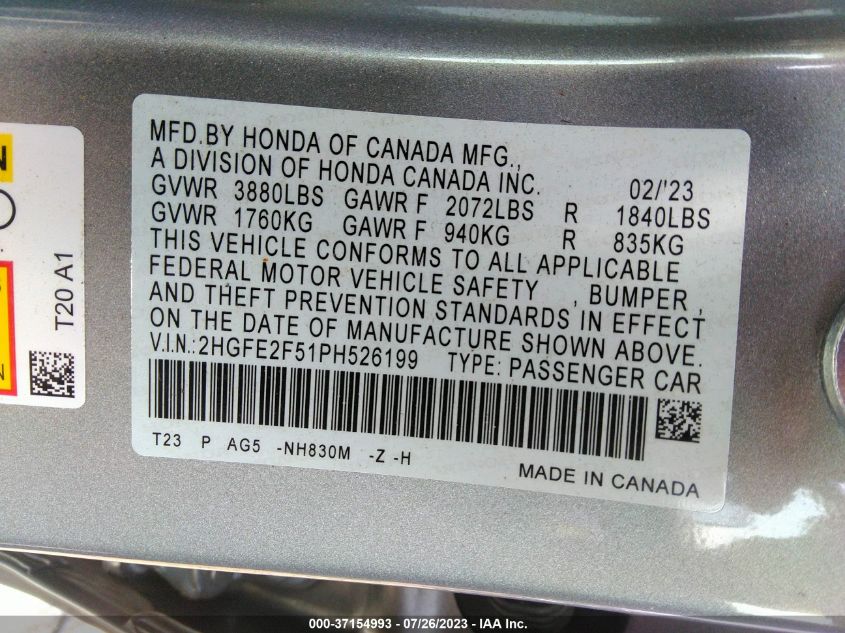 MFD.BY HONDA OF CANADA MFG.,
A DIVISION OF HONDA CANADA INC. 02/'23
GVWR 3880LBS GAWR F 2072LBS R 1840LBS
GVWR 1760KG GAWR F 940KG R 835KG
THIS VEHICLE CONFORMS TO ALL APPLICABLE
FEDERAL MOTOR VEHICLE SAFETY , BUMPER ,
AND THEFT PREVENTION STANDARDS IN EFFECT
ON THE DATE OF MANUFACTURE SHOWN ABOVE.
V.I.N.:2HGFE2F51PH526199 TYPE: PASSENGER CAR
T23 P AG5 -NH830M -Z -H
MADE IN CANADA
T20 A1
000-37154993 - 07/26/2023 - IAA Inc.